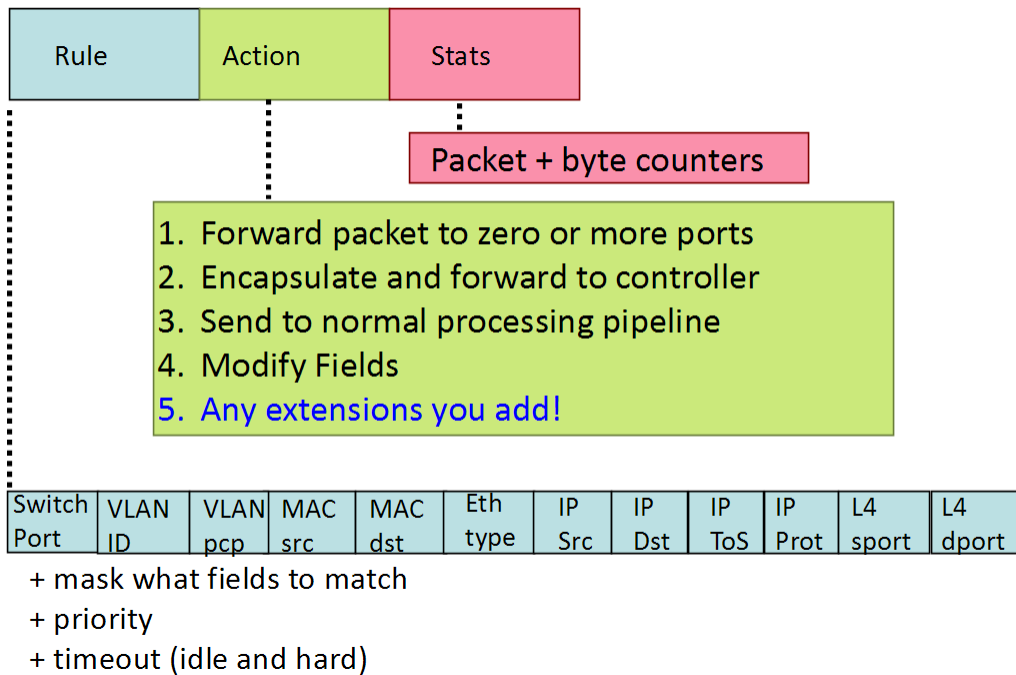 Rule
Action
Stats
Packet + byte counters
1. Forward packet to zero or more ports
2. Encapsulate and forward to controller
3. Send to normal processing pipeline
4. Modify Fields
5. Any extensions you add!
Switch
Port
VLAN
ID
VLAN
pcp
MAC
src
MAC
dst
Eth
type
IP
Src
IP
Dst
IP
ToS
IP
Prot
L4
sport
L4
dport
+ mask what fields to match
+ priority
+ timeout (idle and hard)